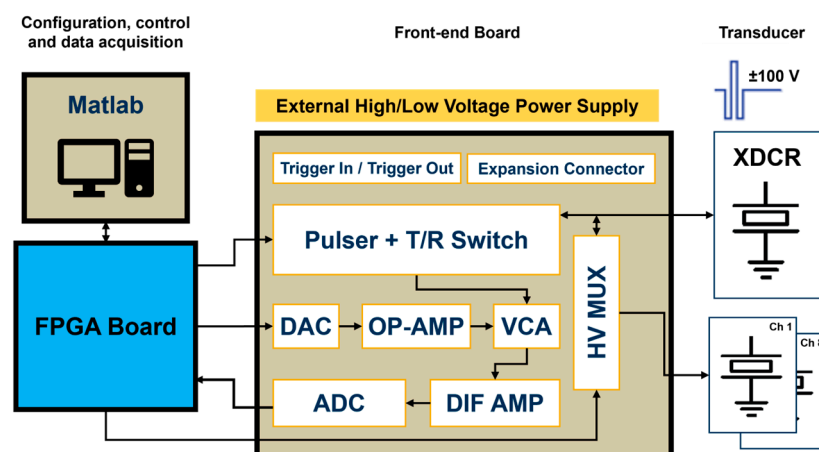 Configuration, control
and data acquisition
Front-end Board
Transducer
±100 V
Matlab
External High/Low Voltage Power Supply
Trigger In / Trigger Out
Expansion Connector
XDCR
Pulser + T/R Switch
FPGA Board
DAC
OP-AMP
VCA
HV MUX
ADC
DIF AMP
Ch 1
Ch 8